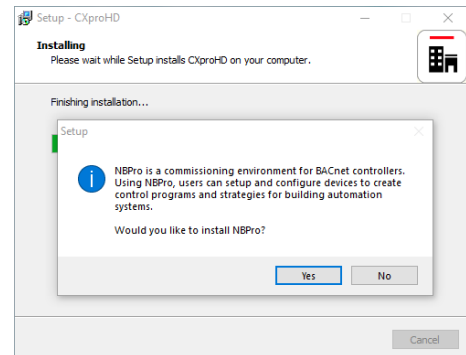 Setup - CXproHD
Installing
Please wait while Setup installs CXproHD on your computer.
Finishing installation...
Setup
NBPro is a commissioning environment for BACnet controllers.
Using NBPro, users can setup and configure devices to create
control programs and strategies for building automation
systems.
Would you like to install NBPro?
Yes
No
Cancel